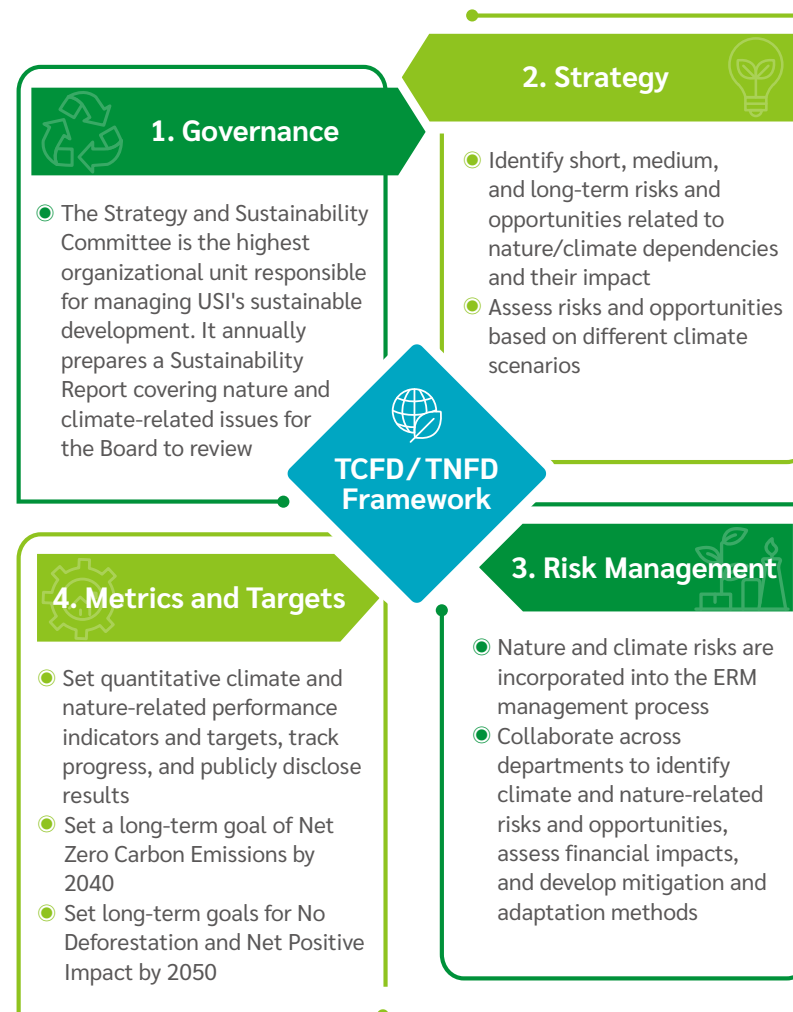 1. Governance
The Strategy and Sustainability
Committee is the highest
organizational unit responsible
for managing USI's sustainable
development. It annually
prepares a Sustainability
Report covering nature and
climate-related issues for
the Board to review
2. Strategy
Identify short, medium,
and long-term risks and
opportunities related to
nature/climate dependencies
and their impact
Assess risks and opportunities
based on different climate
scenarios
TCFD/TNFD
Framework
3. Risk Management
Nature and climate risks are
incorporated into the ERM
management process
Collaborate across
departments to identify
climate and nature-related
risks and opportunities,
assess financial impacts,
and develop mitigation and
adaptation methods
4. Metrics and Targets
Set quantitative climate and
nature-related performance
indicators and targets, track
progress, and publicly disclose
results
Set a long-term goal of Net
Zero Carbon Emissions by
2040
Set long-term goals for No
Deforestation and Net Positive
Impact by 2050